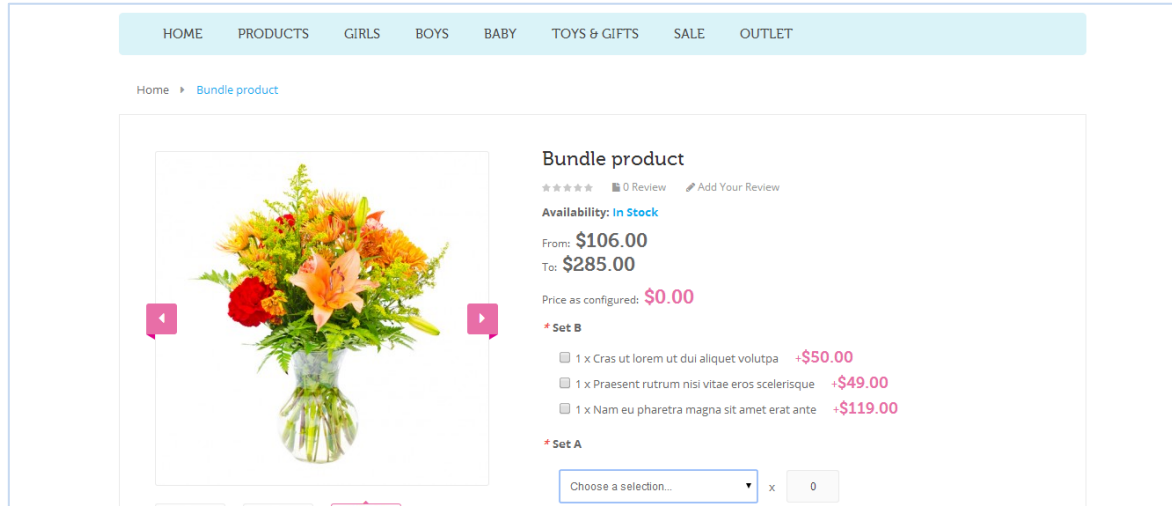 HOME PRODUCTS GIRLS BOYS BABY TOYS & GIFTS SALE OUTLET
Home Bundle product
Bundle product
0 Review Add Your Review
Availability: In Stock
From: $106.00
To: $285.00
Price as configured: $0.00
* Set B
1 x Cras ut lorem ut dui aliquet volutpa +$50.00
1 x Praesent rutrum nisi vitae eros scelerisque +$49.00
1 x Nam eu pharetra magna sit amet erat ante +$119.00
* Set A
Choose a selection... x 0